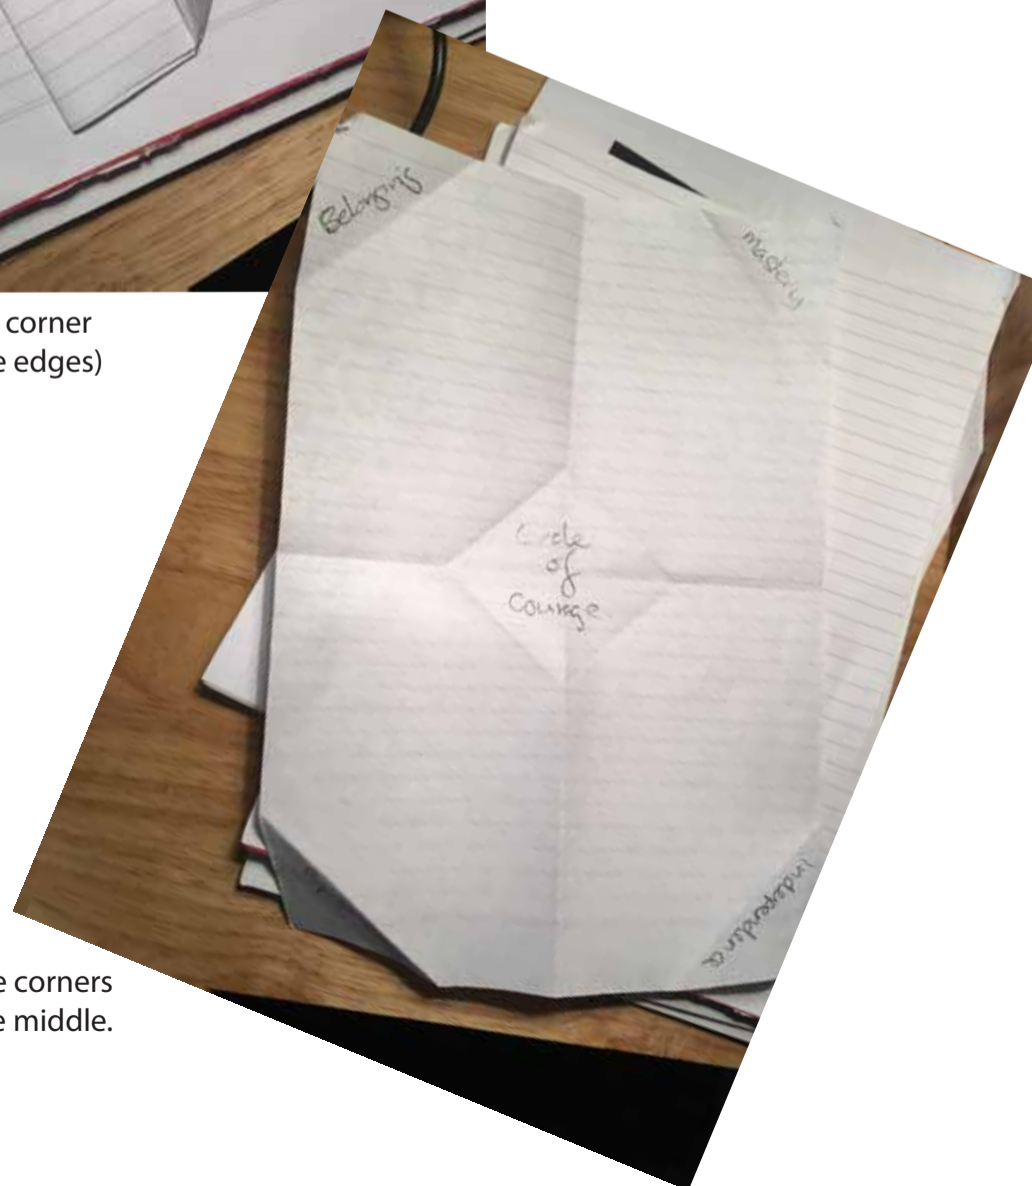 corner
e edges)
Belonging
mastery
Circle
of
Courage
independence
e corners
e middle.